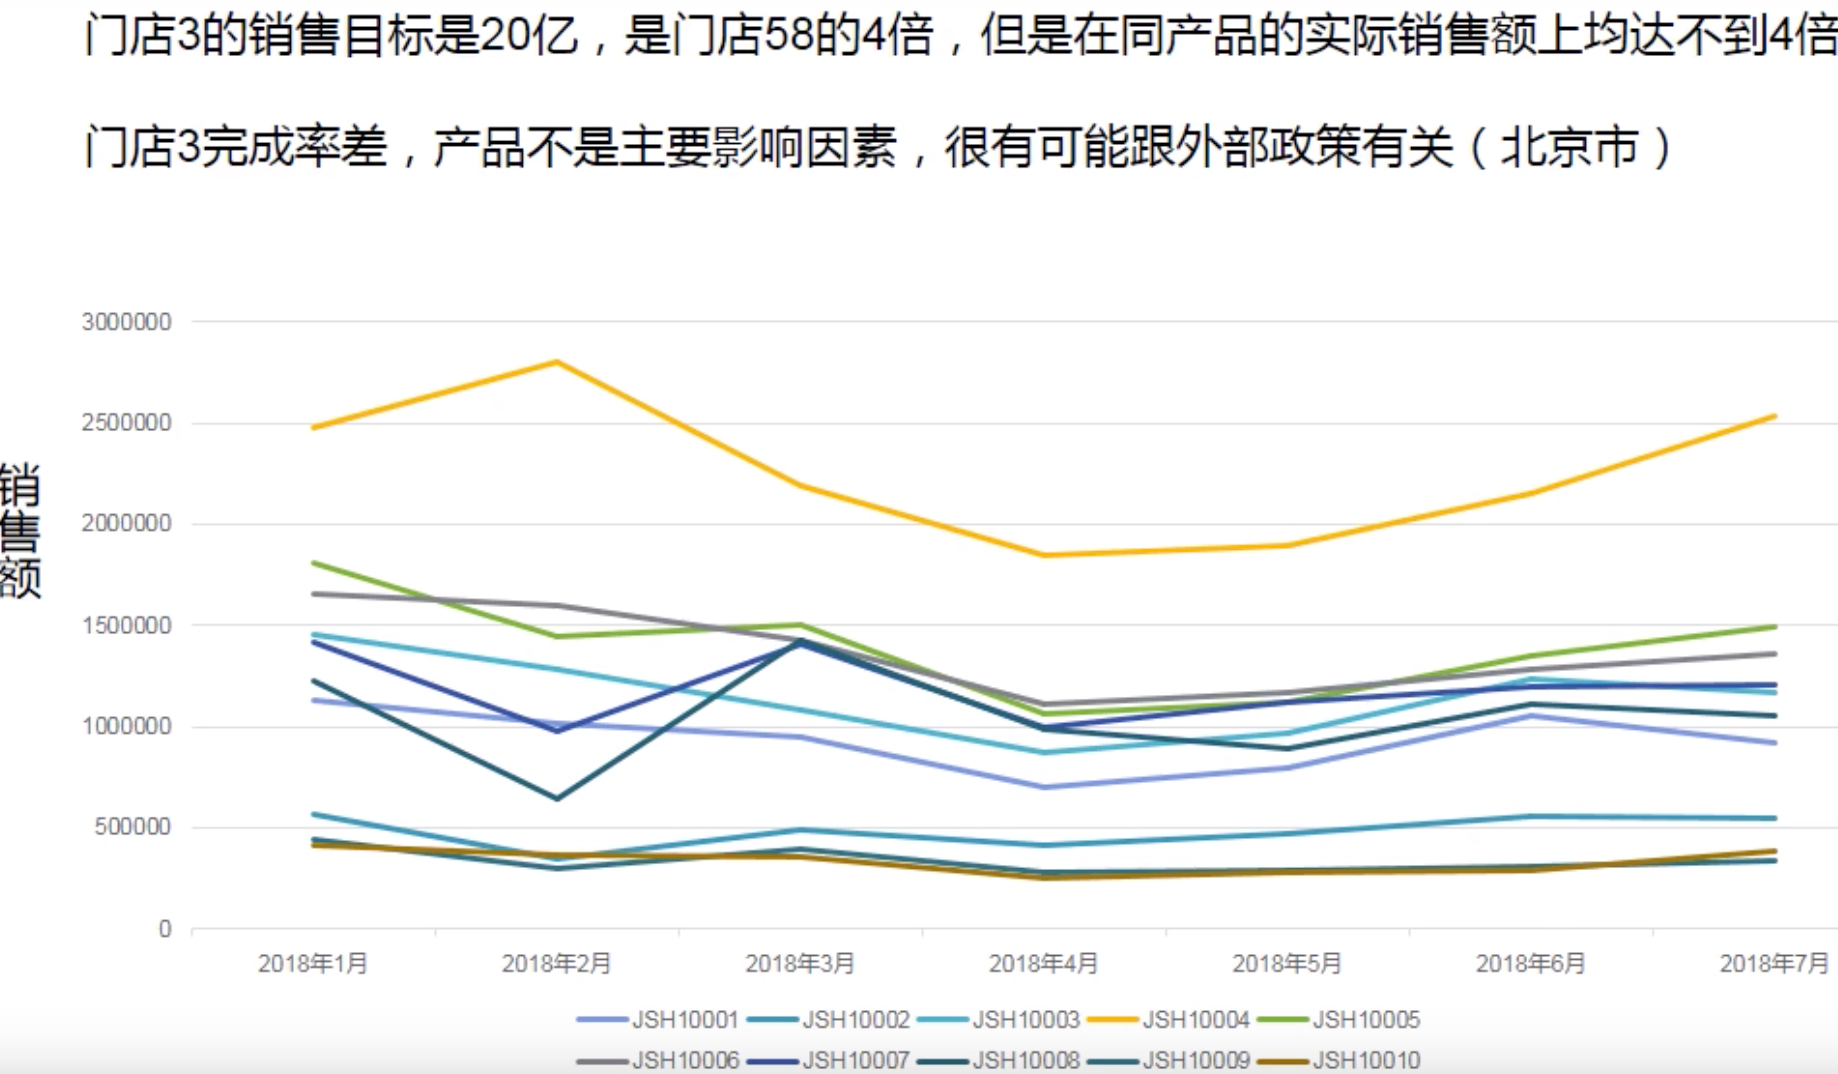 门店3的销售目标是20亿，是门店58的4倍，但是在同产品的实际销售额上均达不到4倍
门店3完成率差，产品不是主要影响因素，很有可能跟外部政策有关（北京市）
3000000
2500000
2000000
1500000
1000000
500000
0
销售额
2018年1月 2018年2月 2018年3月 2018年4月 2018年5月 2018年6月 2018年7月
JSH10001 JSH10002 JSH10003 JSH10004 JSH10005
JSH10006 JSH10007 JSH10008 JSH10009 JSH10010